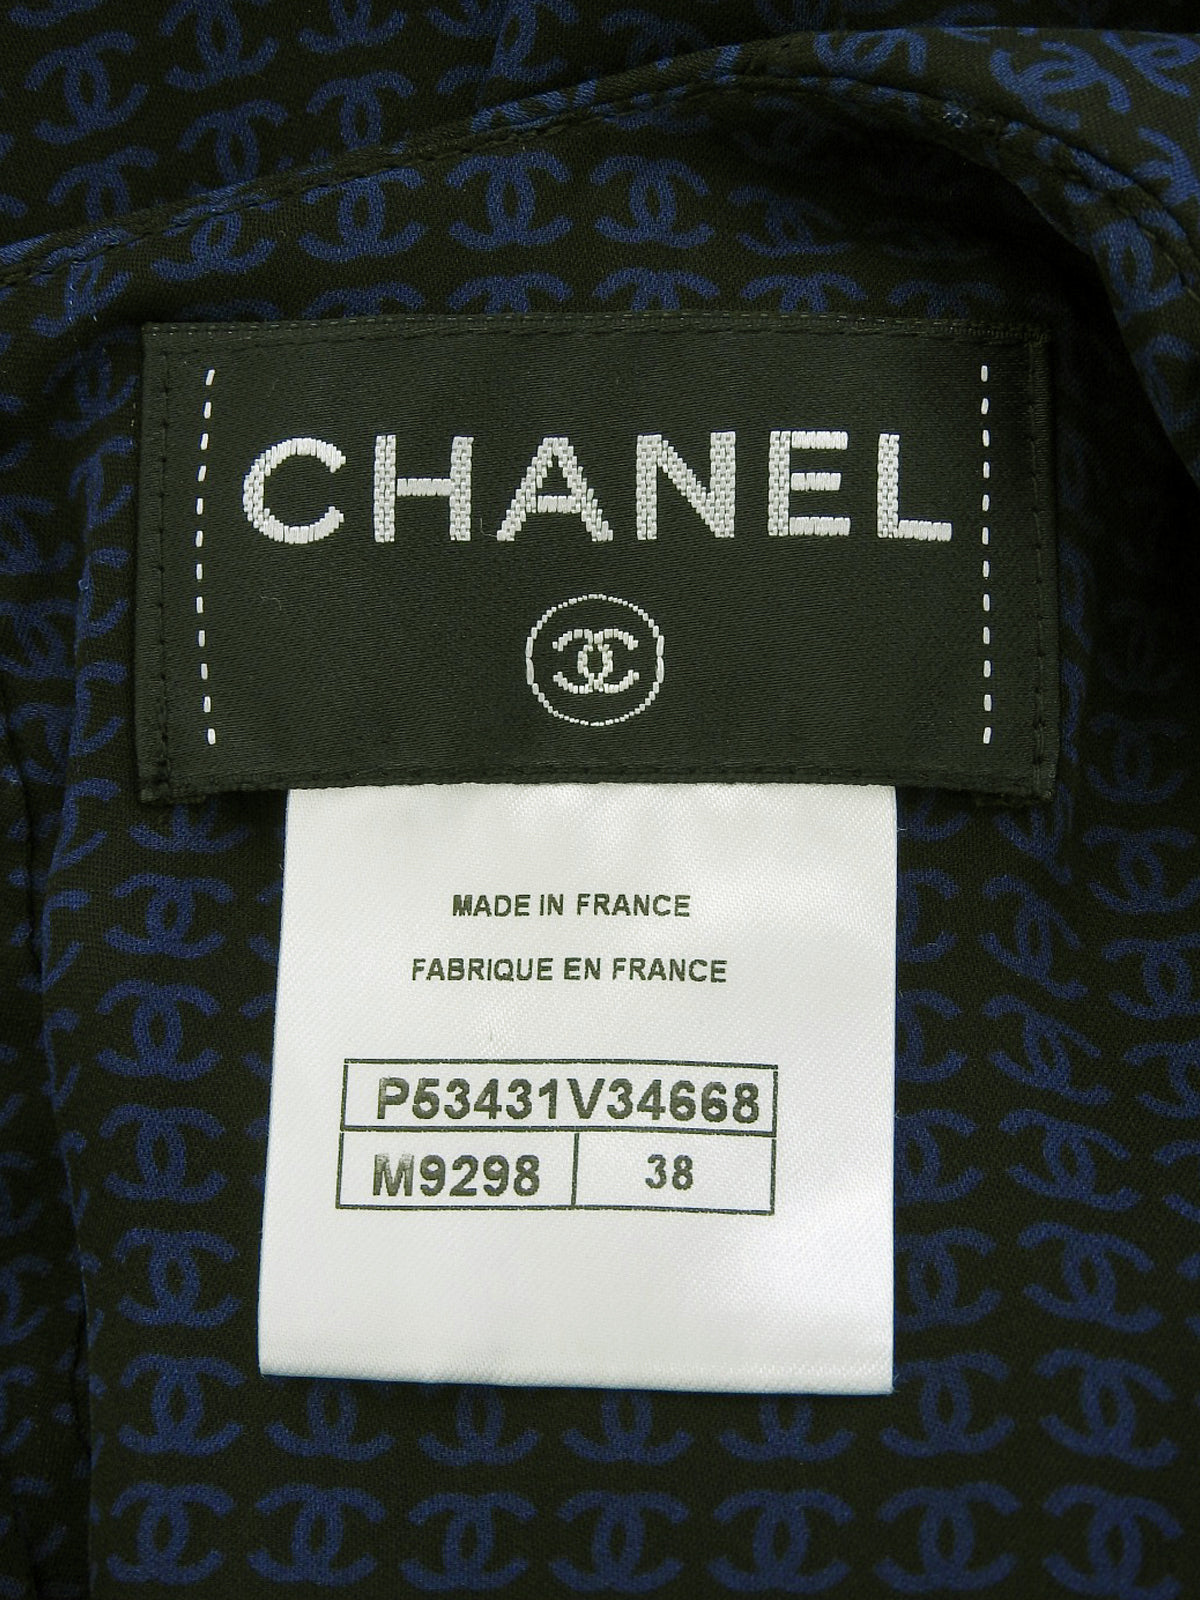 CHANEL
MADE IN FRANCE
FABRIQUE EN FRANCE
P53431V34668
M9298 38